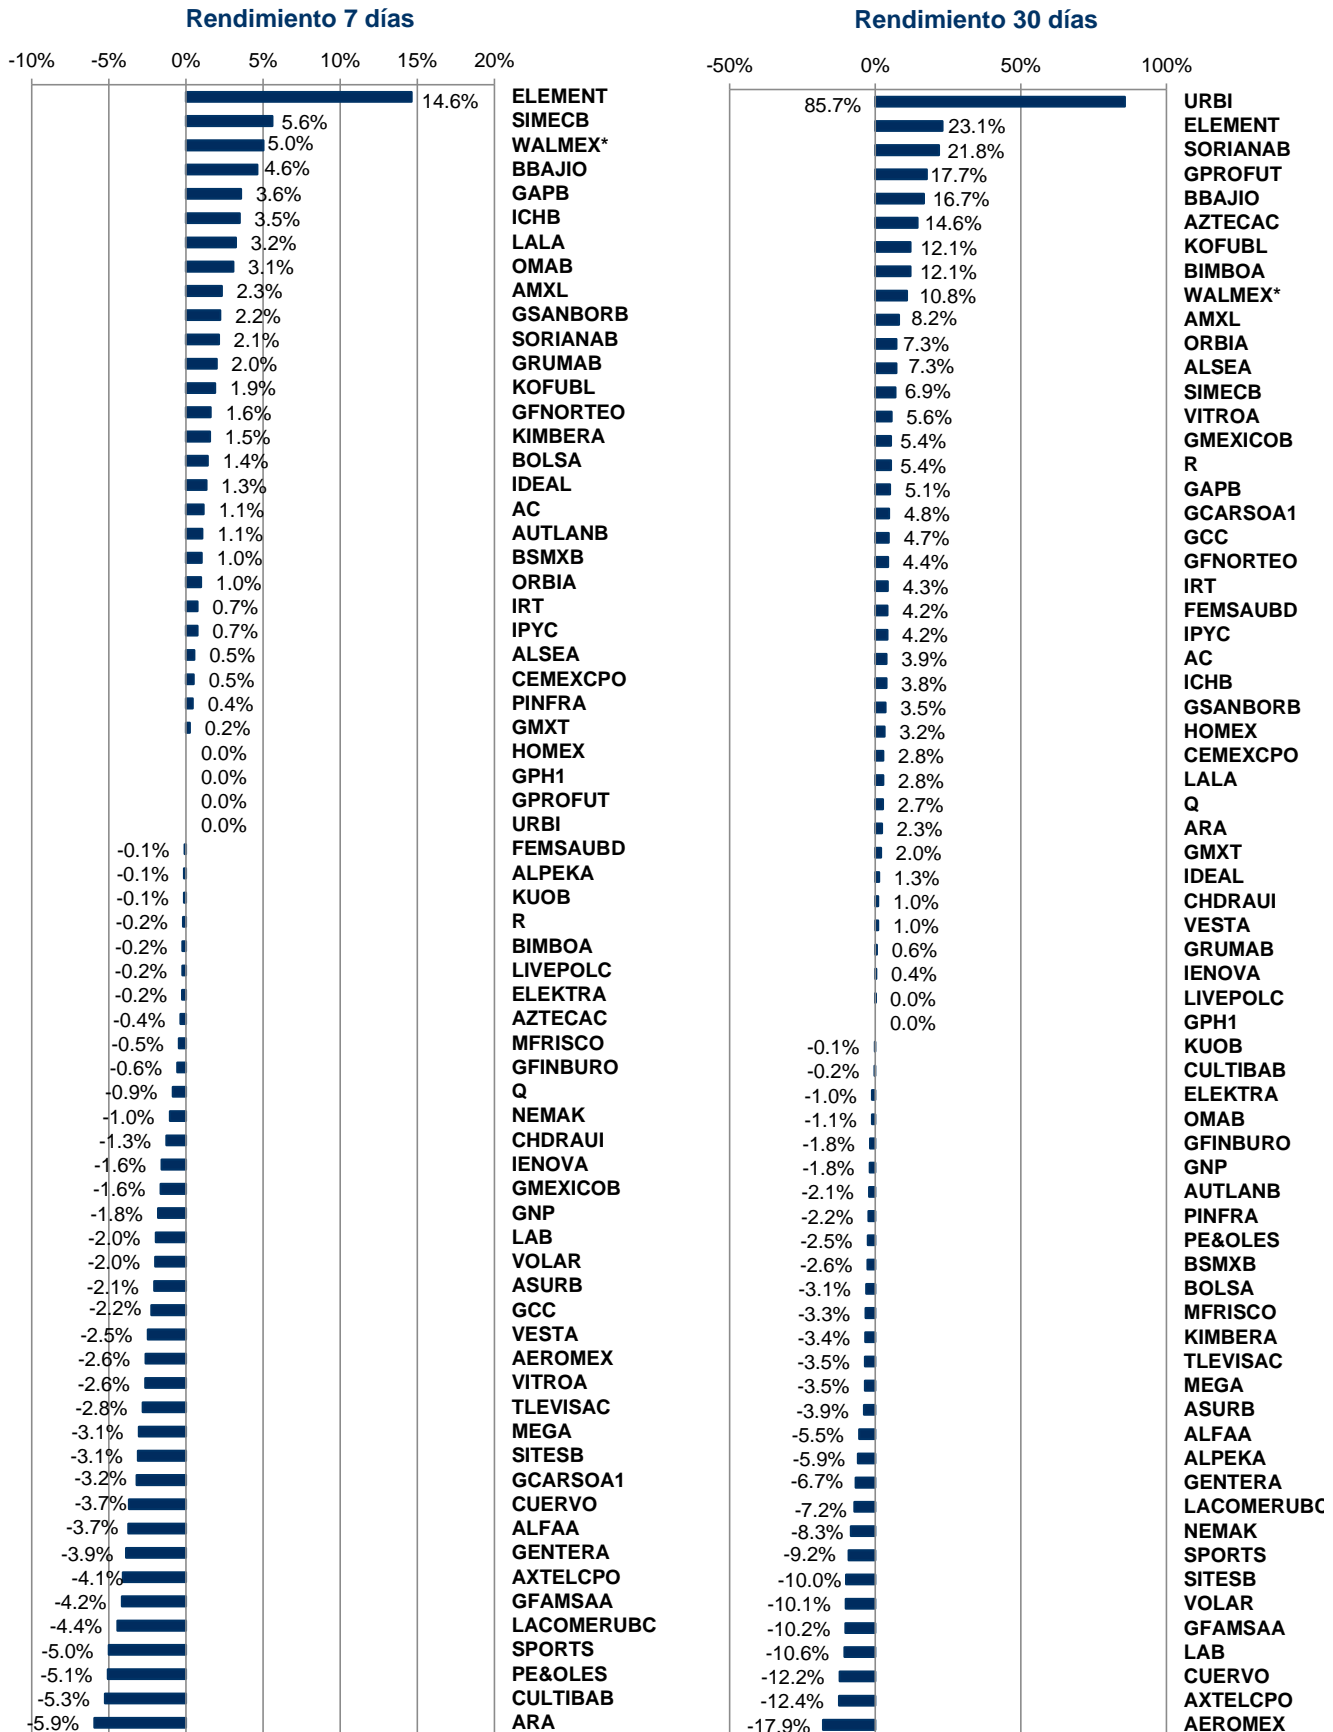 Rendimiento 7 días
-10% -5% 0% 5% 10% 15% 20%
14.6% ELEMENT
5.6% SIMECB
5.0% WALMEX*
4.6% BBAJIO
3.6% GAPB
3.5% ICHB
3.2% LALA
3.1% OMAB
2.3% AMXL
2.2% GSANBORB
2.1% SORIANAB
2.0% GRUMAB
1.9% KOFUBL
1.6% GFNORTEO
1.5% KIMBERA
1.4% BOLSA
1.3% IDEAL
1.1% AC
1.1% AUTLANB
1.0% BSMXB
1.0% ORBIA
0.7% IRT
0.7% IPYC
0.5% ALSEA
0.5% CEMEXCPO
0.4% PINFRA
0.2% GMXT
0.0% HOMEX
0.0% GPH1
0.0% GPROFUT
0.0% URBI
-0.1% FEMSAUBD
-0.1% ALPEKA
-0.1% KUOB
-0.2% R
-0.2% BIMBOA
-0.2% LIVEPOLC
-0.2% ELEKTRA
-0.4% AZTECAC
-0.5% MFRISCO
-0.6% GFINBURO
-0.9% Q
-1.0% NEMAK
-1.3% CHDRAUI
-1.6% IENOVA
-1.6% GMEXICOB
-1.8% GNP
-2.0% LAB
-2.0% VOLAR
-2.1% ASURB
-2.2% GCC
-2.5% VESTA
-2.6% AEROMEX
-2.6% VITROA
-2.8% TLEVISAC
-3.1% MEGA
-3.1% SITESB
-3.2% GCARSOA1
-3.7% CUERVO
-3.7% ALFAA
-3.9% GENTERA
-4.1% AXTELCPO
-4.2% GFAMSAA
-4.4% LACOMERUBC
-5.0% SPORTS
-5.1% PE&OLES
-5.3% CULTIBAB
-5.9% ARA
Rendimiento 30 días
-50% 0% 50% 100%
85.7% URBI
23.1% ELEMENT
21.8% SORIANAB
17.7% GPROFUT
16.7% BBAJIO
14.6% AZTECAC
12.1% KOFUBL
12.1% BIMBOA
10.8% WALMEX*
8.2% AMXL
7.3% ORBIA
7.3% ALSEA
6.9% SIMECB
5.6% VITROA
5.4% GMEXICOB
5.4% R
5.1% GAPB
4.8% GCARSOA1
4.7% GCC
4.4% GFNORTEO
4.3% IRT
4.2% FEMSAUBD
4.2% IPYC
3.9% AC
3.8% ICHB
3.5% GSANBORB
3.2% HOMEX
2.8% CEMEXCPO
2.8% LALA
2.7% Q
2.3% ARA
2.0% GMXT
1.3% IDEAL
1.0% CHDRAUI
1.0% VESTA
0.6% GRUMAB
0.4% IENOVA
0.0% LIVEPOLC
0.0% GPH1
-0.1% KUOB
-0.2% CULTIBAB
-1.0% ELEKTRA
-1.1% OMAB
-1.8% GFINBURO
-1.8% GNP
-2.1% AUTLANB
-2.2% PINFRA
-2.5% PE&OLES
-2.6% BSMXB
-3.1% BOLSA
-3.3% MFRISCO
-3.4% KIMBERA
-3.5% TLEVISAC
-3.5% MEGA
-3.9% ASURB
-5.5% ALFAA
-5.9% ALPEKA
-6.7% GENTERA
-7.2% LACOMERUBC
-8.3% NEMAK
-9.2% SPORTS
-10.0% SITESB
-10.1% VOLAR
-10.2% GFAMSAA
-10.6% LAB
-12.2% CUERVO
-12.4% AXTELCPO
-17.9% AEROMEX